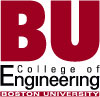 BU
College of
Engineering
BOSTON UNIVERSITY